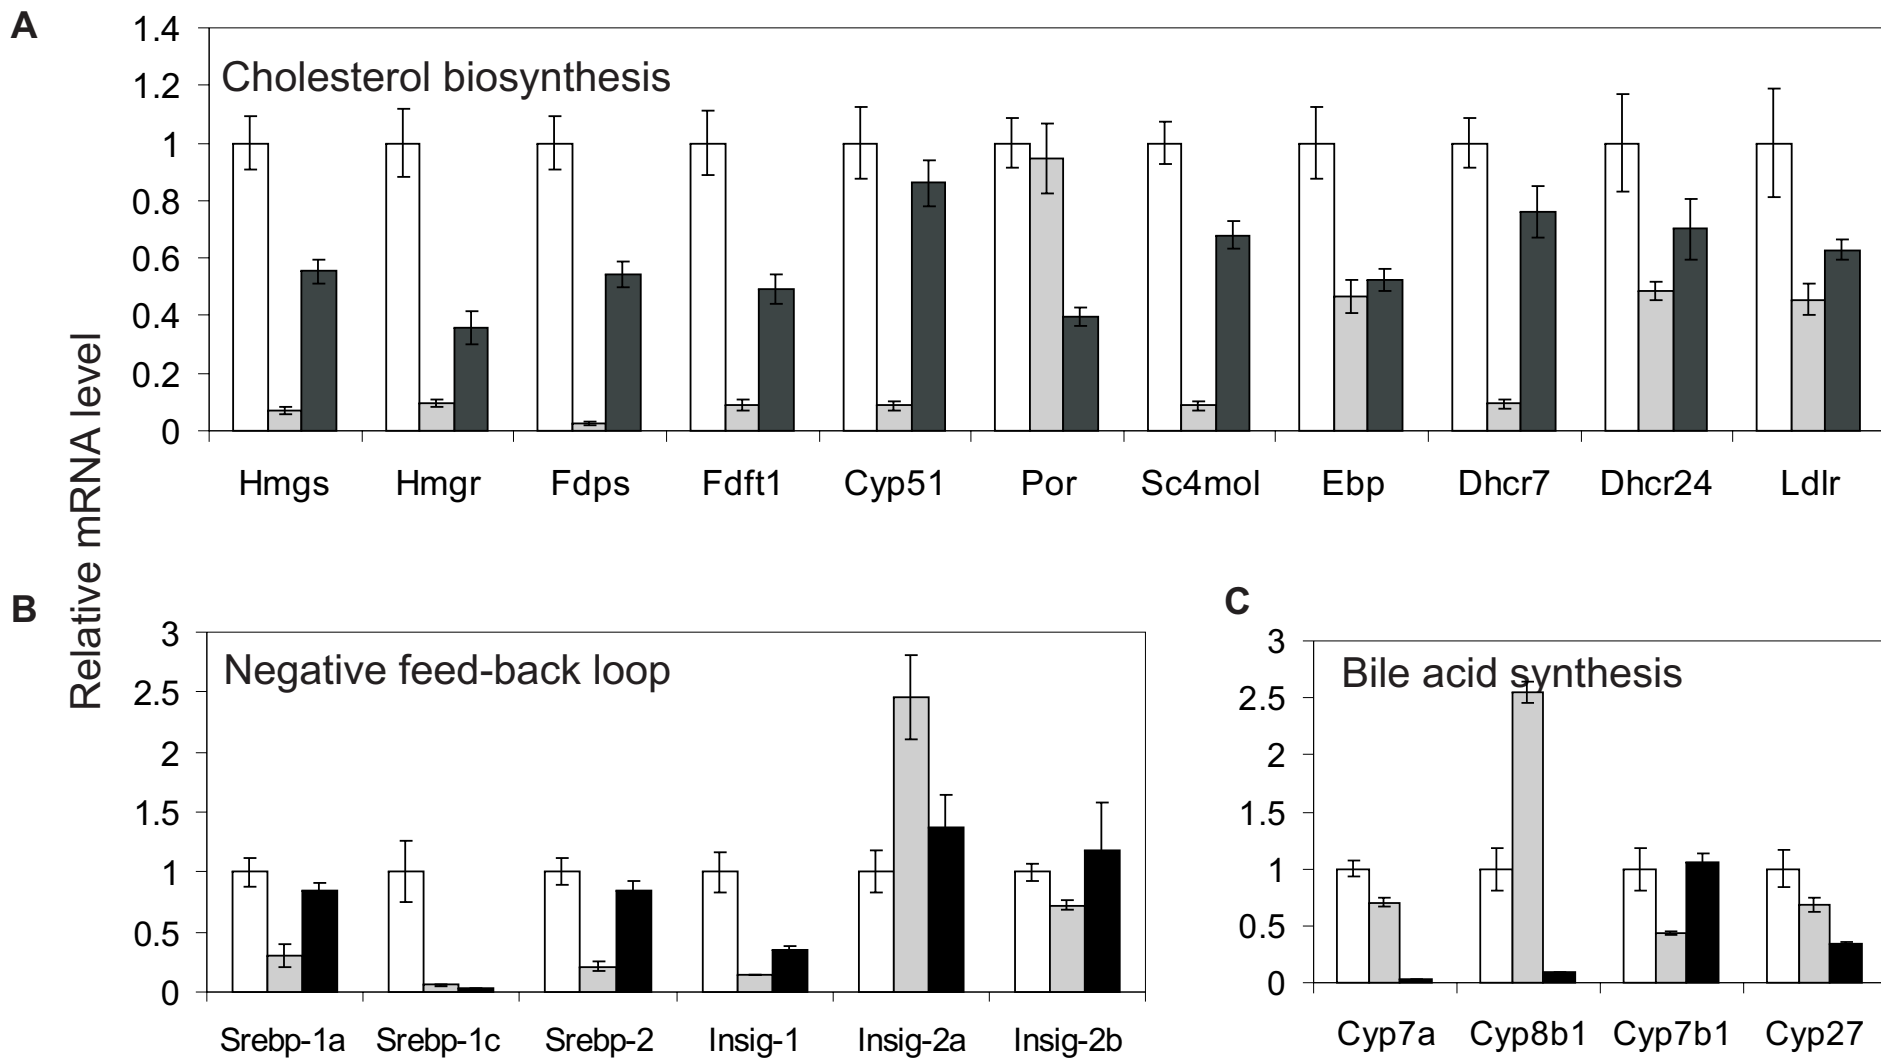 A
Relative mRNA level
1.4
1.2
1
0.8
0.6
0.4
0.2
0
Cholesterol biosynthesis
Hmgs Hmgr Fdps Fdft1 Cyp51 Por Sc4mol Ebp Dhcr7 Dhcr24 Ldlr
B
3
2.5
2
1.5
1
0.5
0
Negative feed-back loop
Srebp-1a Srebp-1c Srebp-2 Insig-1 Insig-2a Insig-2b
C
3
2.5
2
1.5
1
0.5
0
Bile acid synthesis
Cyp7a Cyp8b1 Cyp7b1 Cyp27